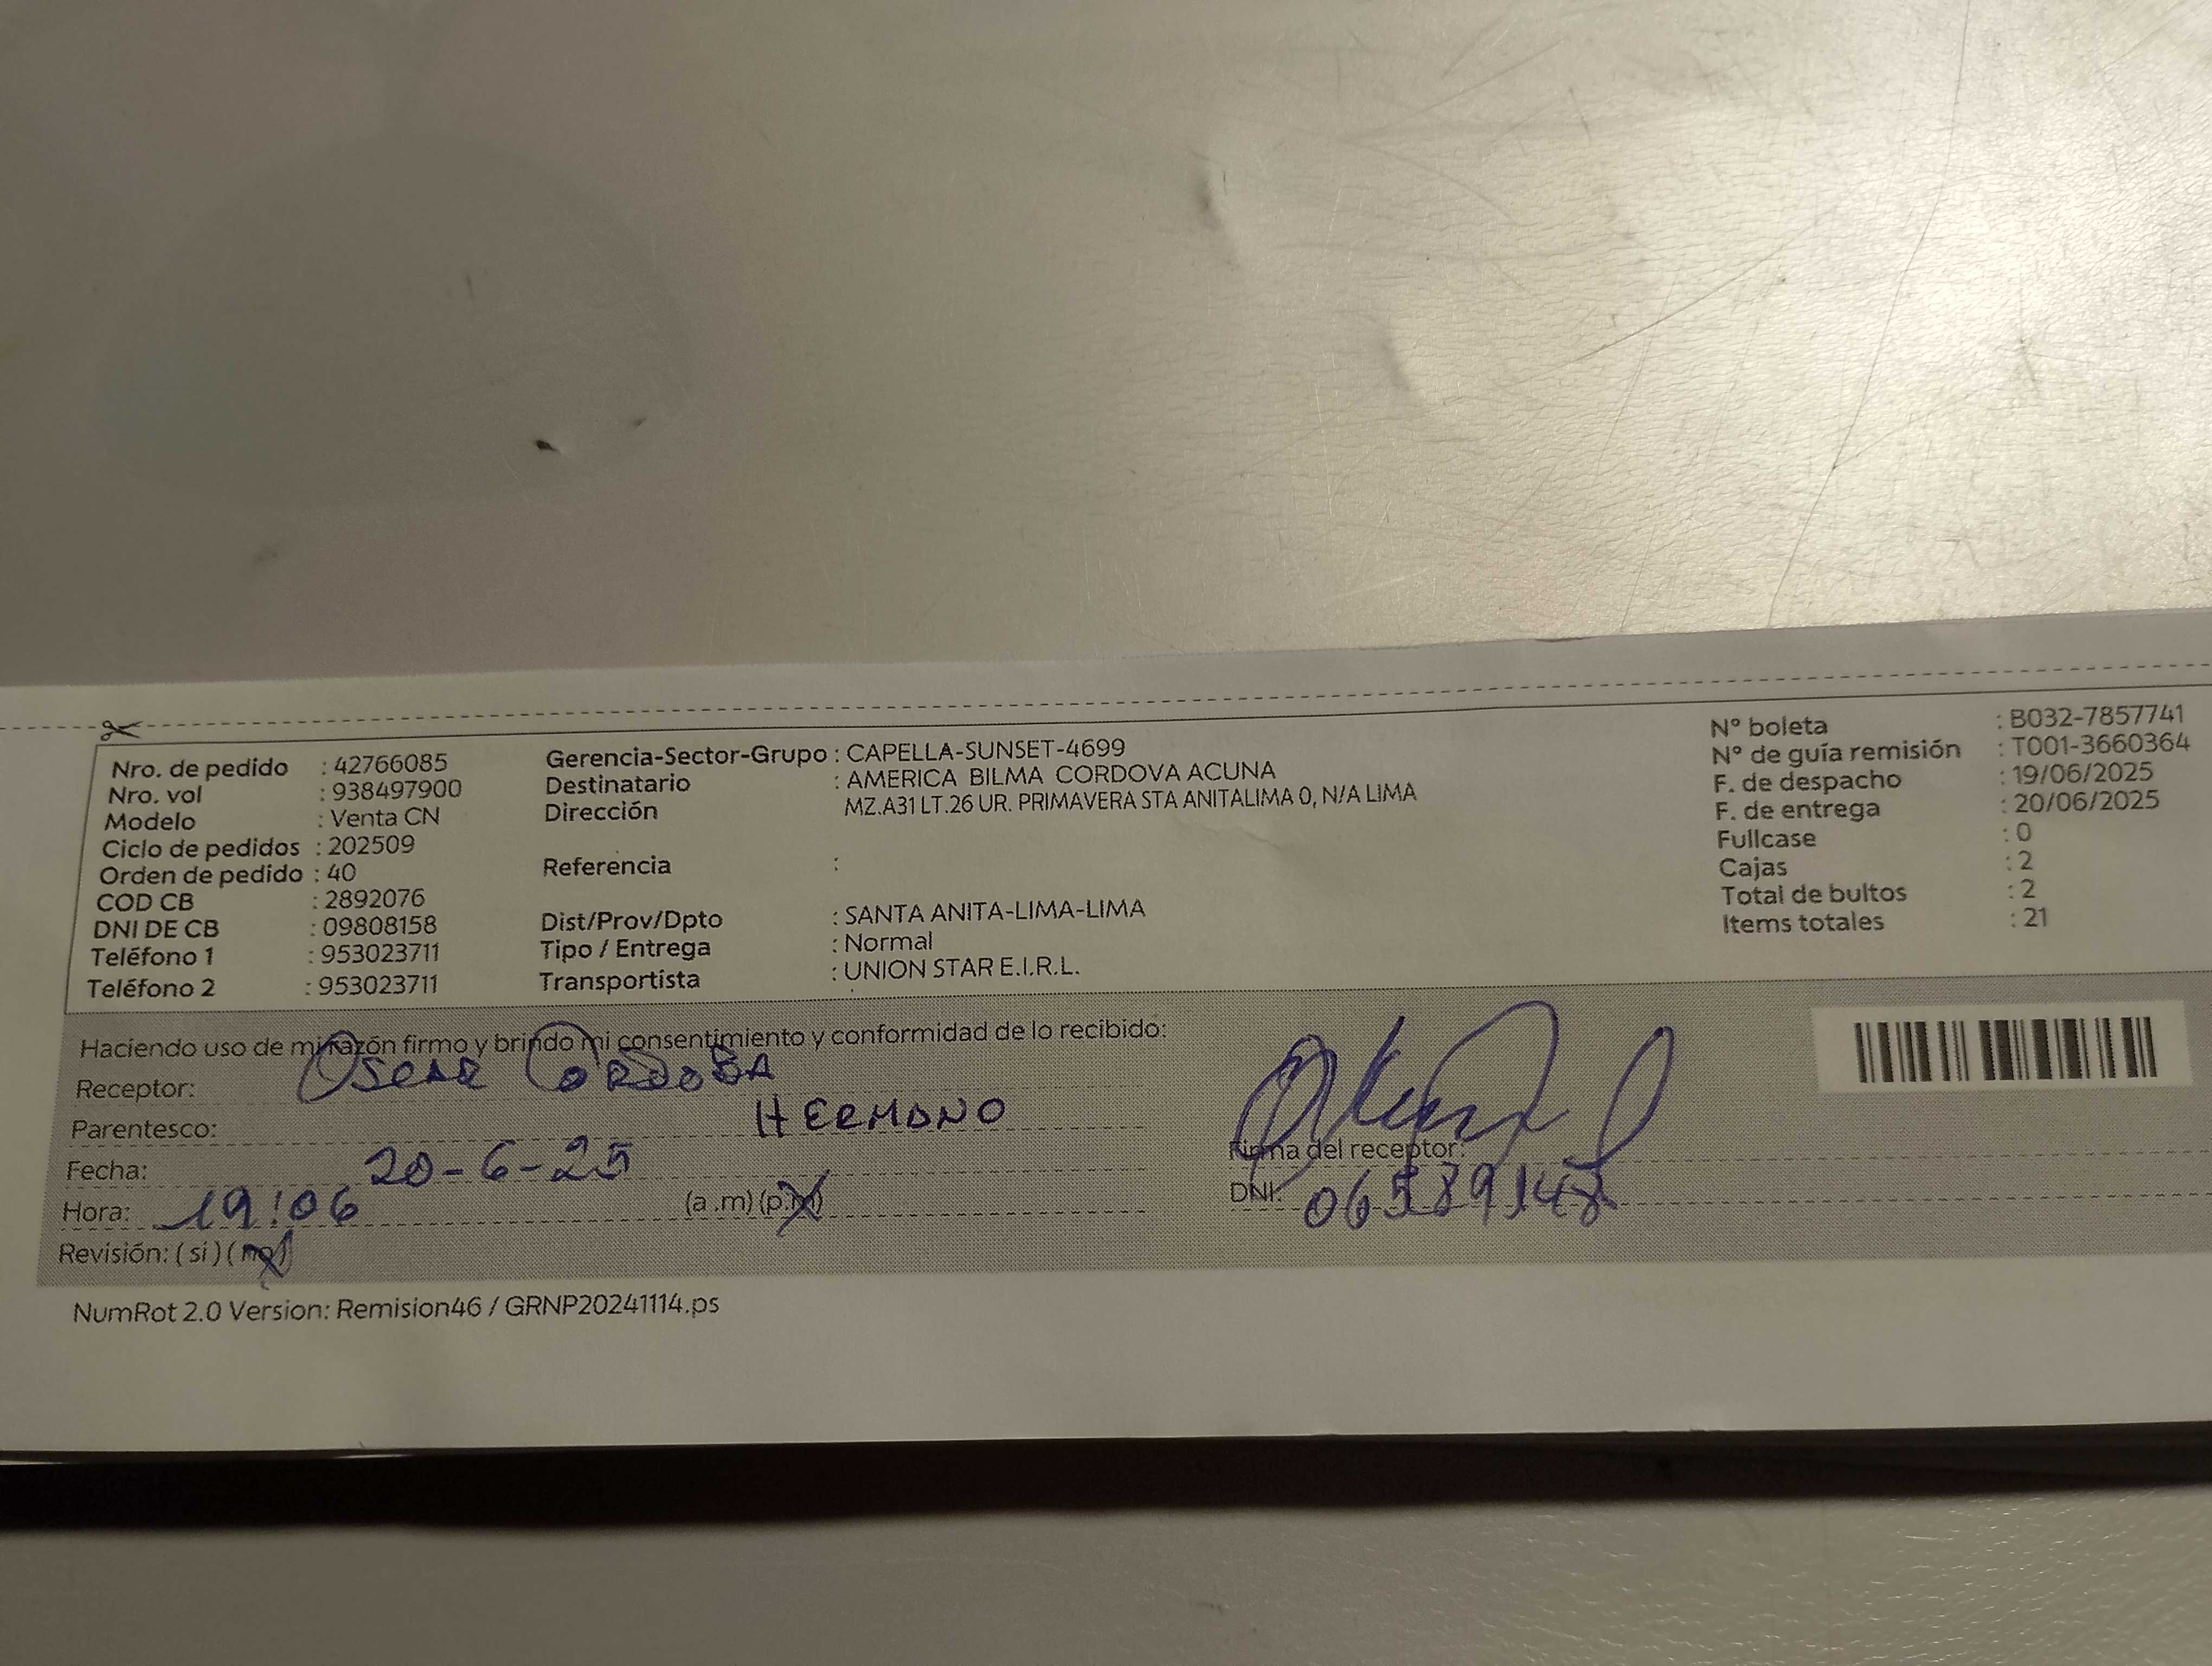 Nro. de pedido : 42766085
Nro. vol : 938497900
Modelo : Venta CN
Ciclo de pedidos : 202509
Orden de pedido : 40
COD CB : 2892076
DNI DE CB : 09808158
Teléfono 1 : 953023711
Teléfono 2 : 953023711
Gerencia-Sector-Grupo : CAPELLA-SUNSET-4699
Destinatario : AMERICA BILMA CORDOVA ACUNA
Dirección MZ.A31 LT.26 UR. PRIMAVERA STA ANITALIMA 0, N/A LIMA
Referencia :
Dist/Prov/Dpto : SANTA ANITA-LIMA-LIMA
Tipo / Entrega : Normal
Transportista : UNION STAR E.I.R.L.
N° boleta : B032-7857741
N° de guía remisión : T001-3660364
F. de despacho : 19/06/2025
F. de entrega : 20/06/2025
Fullcase : 0
Cajas : 2
Total de bultos : 2
Items totales : 21
Haciendo uso de mi razón firmo y brindo mi consentimiento y conformidad de lo recibido:
Receptor: OSCAR CORDOBA
Parentesco: HERMANO
Fecha: 20-6-25
Hora: 19:06 (a.m) (p.m)
Revisión: (si) (no)
Firma del receptor:
DNI:
NumRot 2.0 Version: Remision46 / GRNP20241114.ps